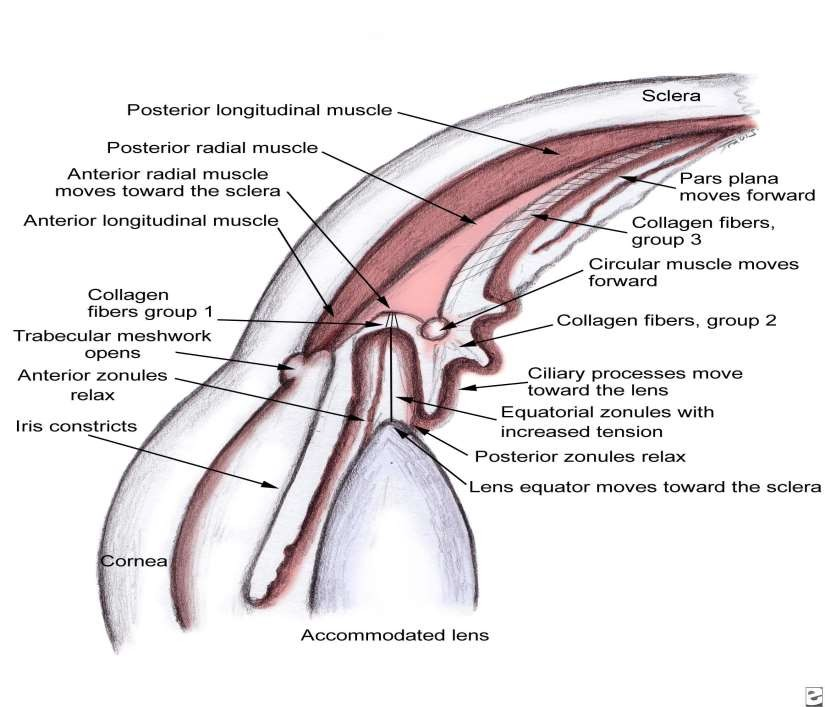 Sclera
Posterior longitudinal muscle
Posterior radial muscle
Anterior radial muscle
moves toward the sclera
Anterior longitudinal muscle
Pars plana
moves forward
Collagen fibers,
group 3
Circular muscle moves
forward
Collagen
fibers group 1
Collagen fibers, group 2
Trabecular meshwork
opens
Anterior zonules
relax
Ciliary processes move
toward the lens
Iris constricts
Equatorial zonules with
increased tension
Posterior zonules relax
Lens equator moves toward the sclera
Cornea
Accommodated lens
e